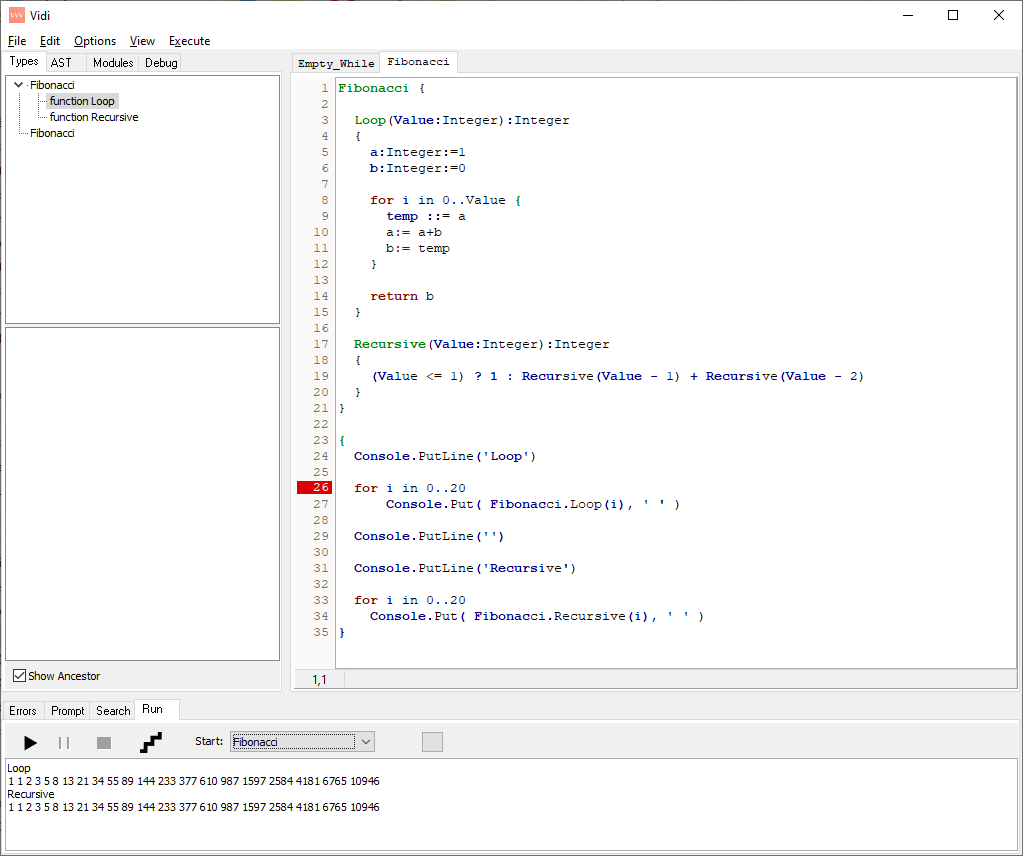 vvv Vidi
File Edit Options View Execute
Types AST Modules Debug
Fibonacci
function Loop
function Recursive
Fibonacci
Show Ancestor
Empty_While Fibonacci
1 Fibonacci {
2
3 Loop(Value:Integer):Integer
4 {
5 a:Integer:=1
6 b:Integer:=0
7
8 for i in 0..Value {
9 temp ::= a
10 a:= a+b
11 b:= temp
12 }
13
14 return b
15 }
16
17 Recursive(Value:Integer):Integer
18 {
19 (Value <= 1) ? 1 : Recursive(Value - 1) + Recursive(Value - 2)
20 }
21 }
22
23 {
24 Console.PutLine('Loop')
25
26 for i in 0..20
27 Console.Put( Fibonacci.Loop(i), ' ' )
28
29 Console.PutLine('')
30
31 Console.PutLine('Recursive')
32
33 for i in 0..20
34 Console.Put( Fibonacci.Recursive(i), ' ' )
35 }
1,1
Errors Prompt Search Run
Start: Fibonacci
Loop
1 1 2 3 5 8 13 21 34 55 89 144 233 377 610 987 1597 2584 4181 6765 10946
Recursive
1 1 2 3 5 8 13 21 34 55 89 144 233 377 610 987 1597 2584 4181 6765 10946